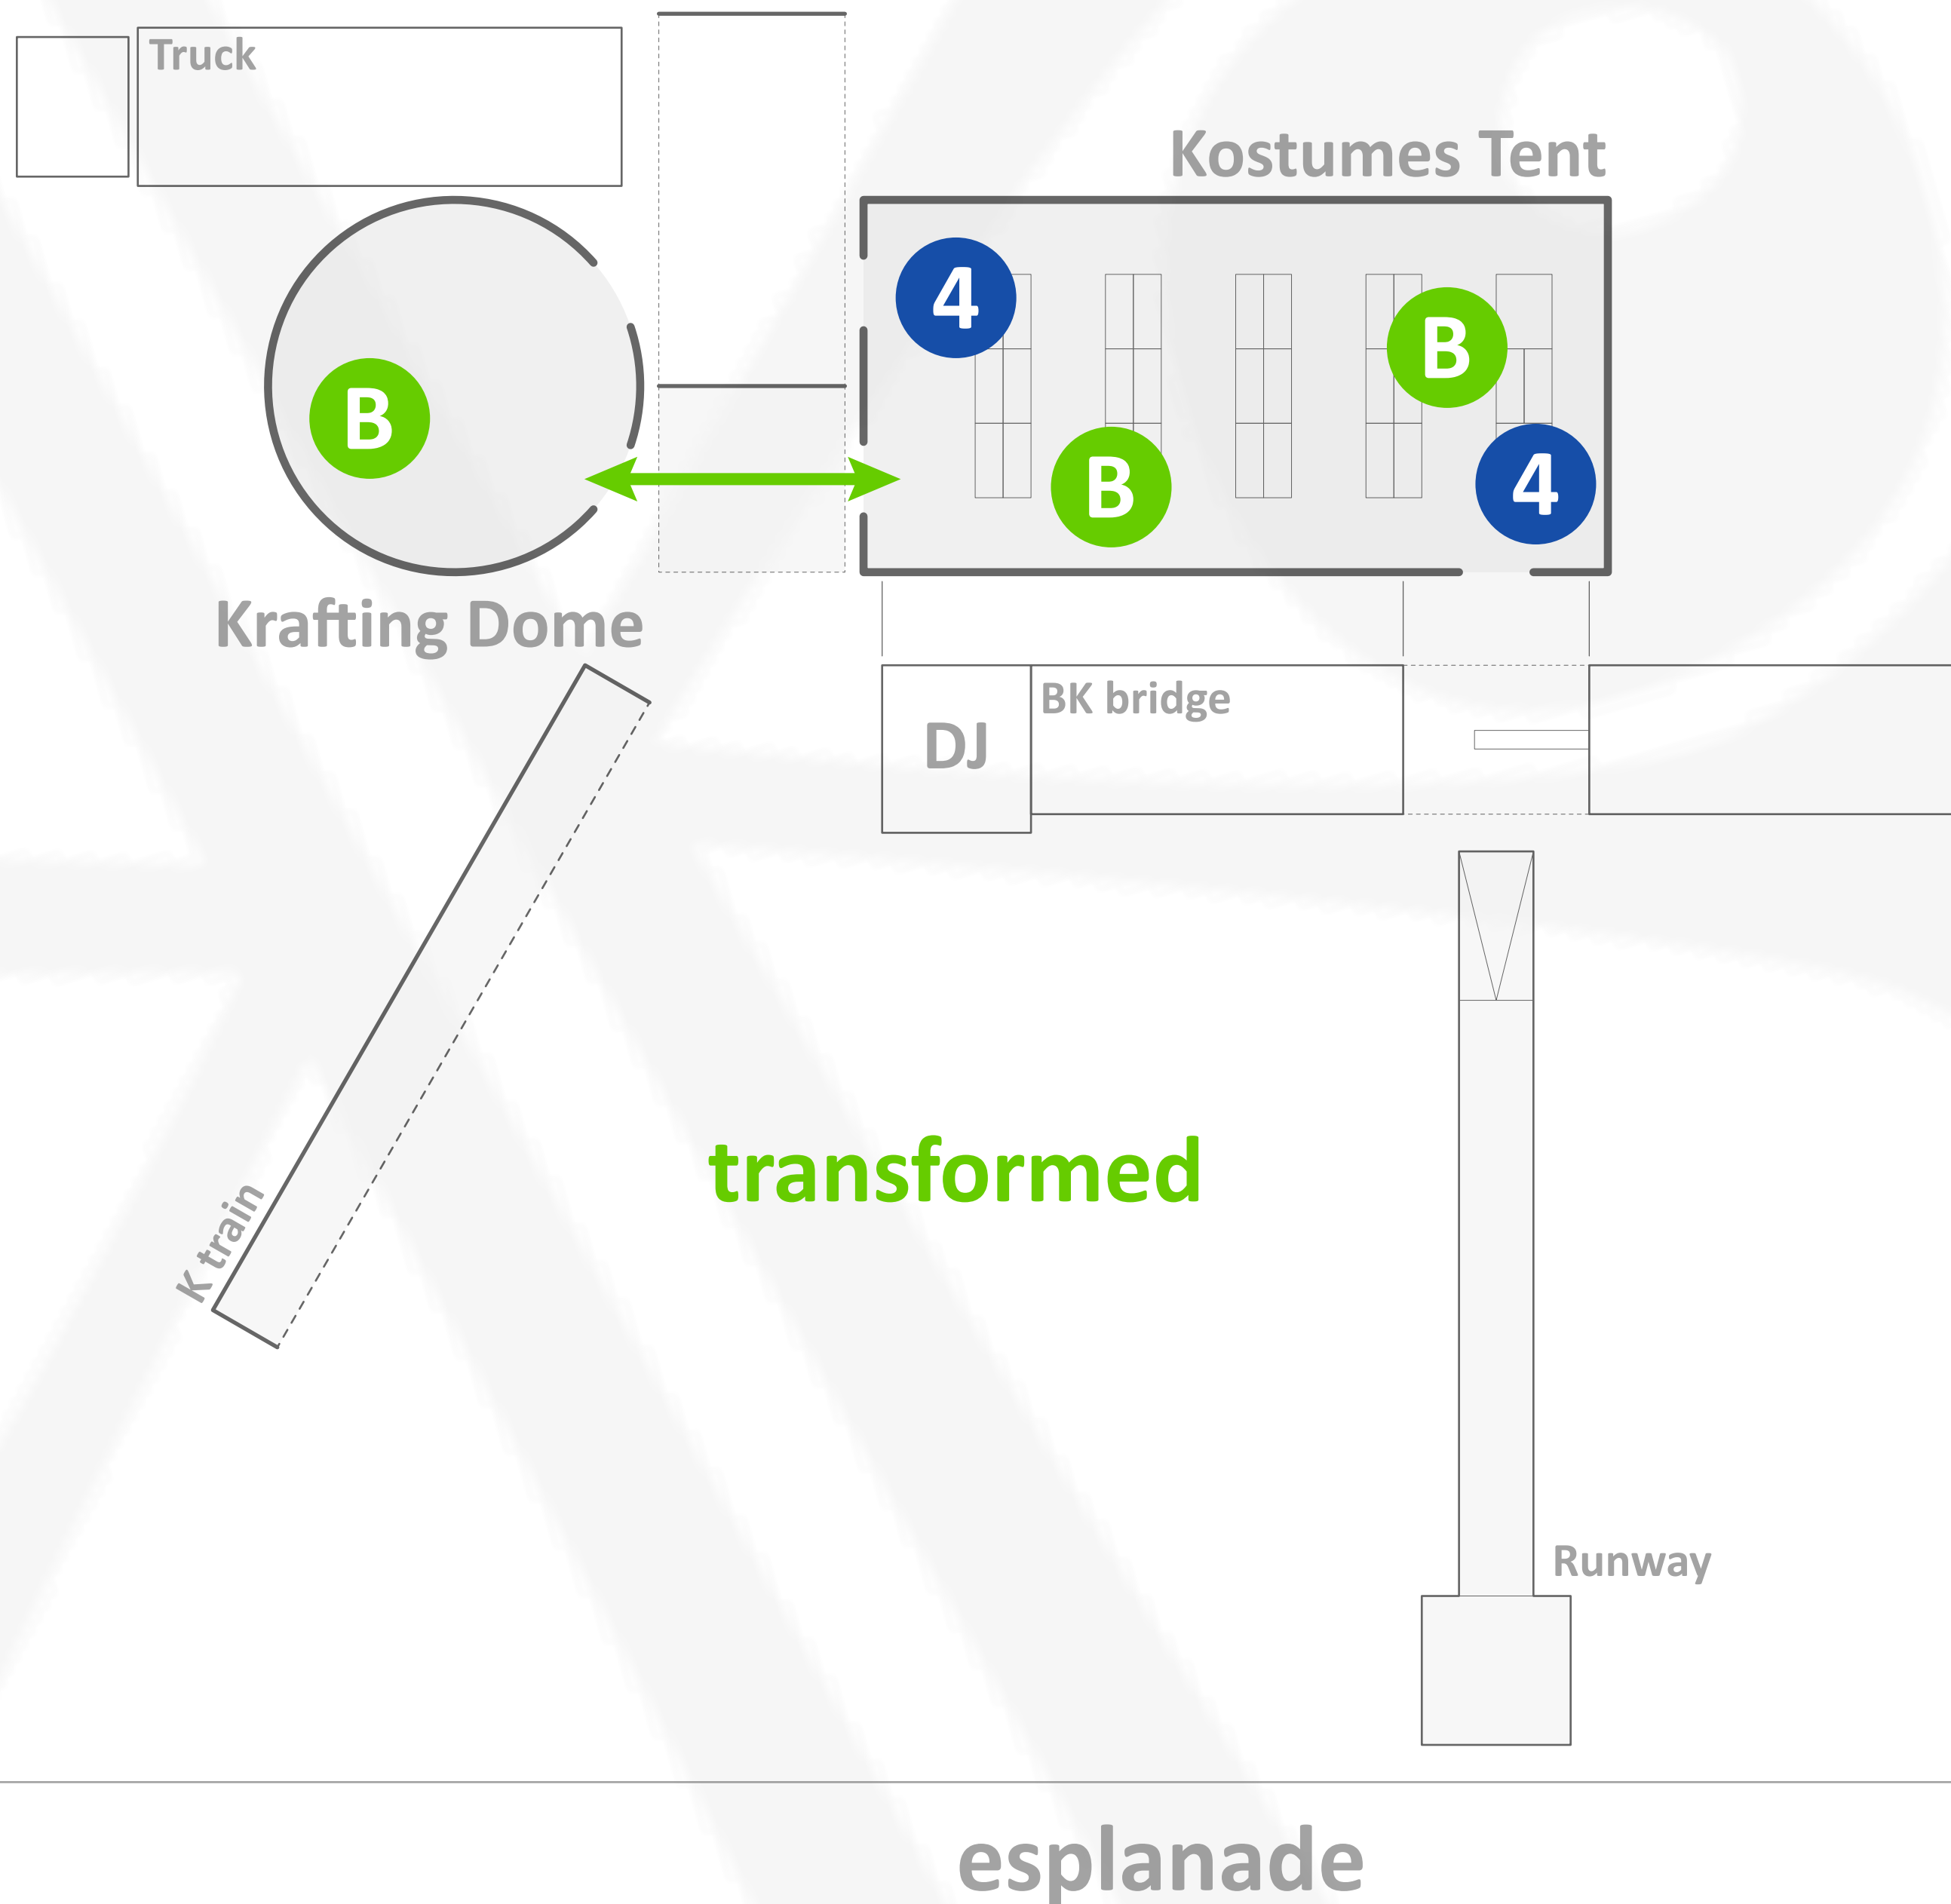 Truck
Kostumes Tent
4
B
B
B
4
Krafting Dome
BK bridge
DJ
transformed
K train
Runway
esplanade